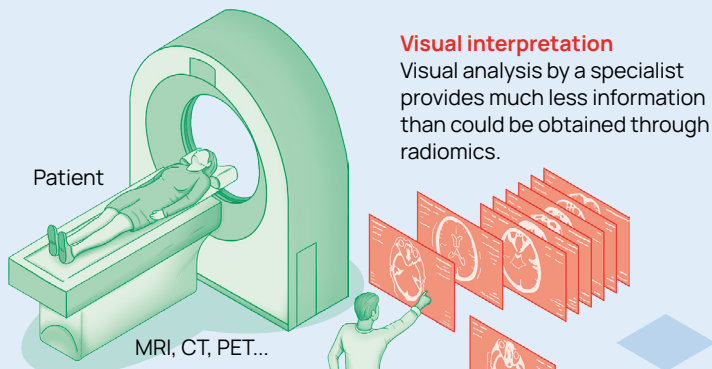 Visual interpretation
Visual analysis by a specialist
provides much less information
than could be obtained through
radiomics.
Patient
MRI, CT, PET...